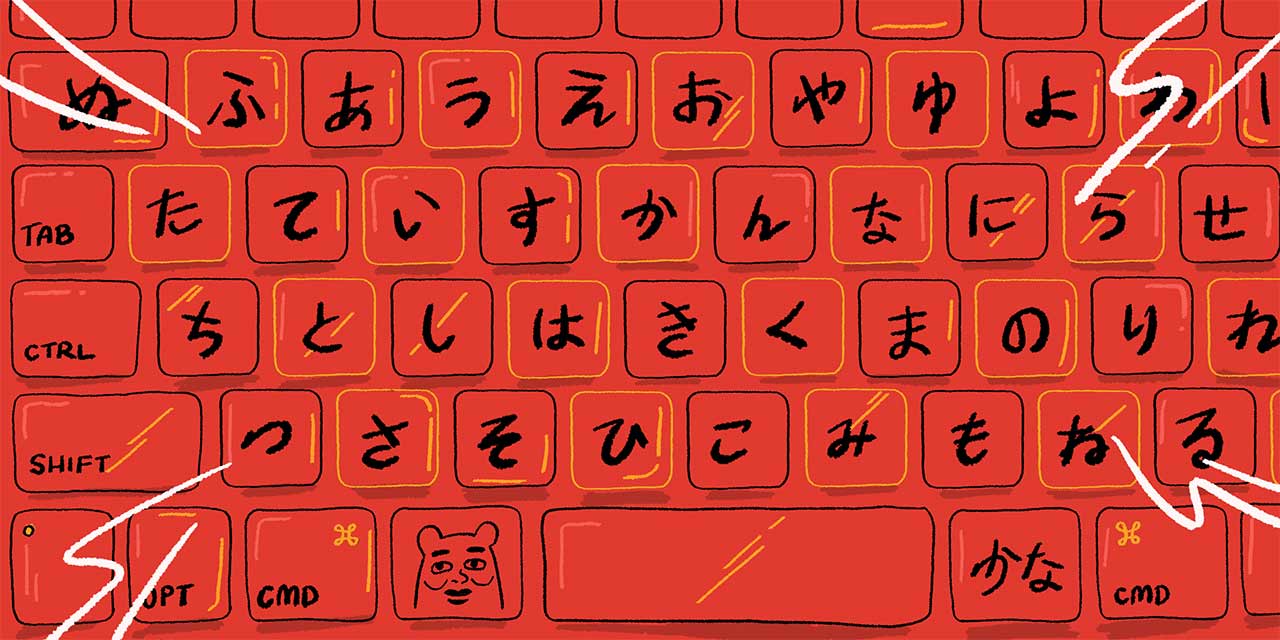 ぬ ふ あ う え お や ゆ よ
TAB た て い す か ん な に ら せ
CTRL ち と し は き く ま の り
SHIFT つ さ そ ひ こ み も ね る
OPT CMD ⌘ かな ⌘ CMD